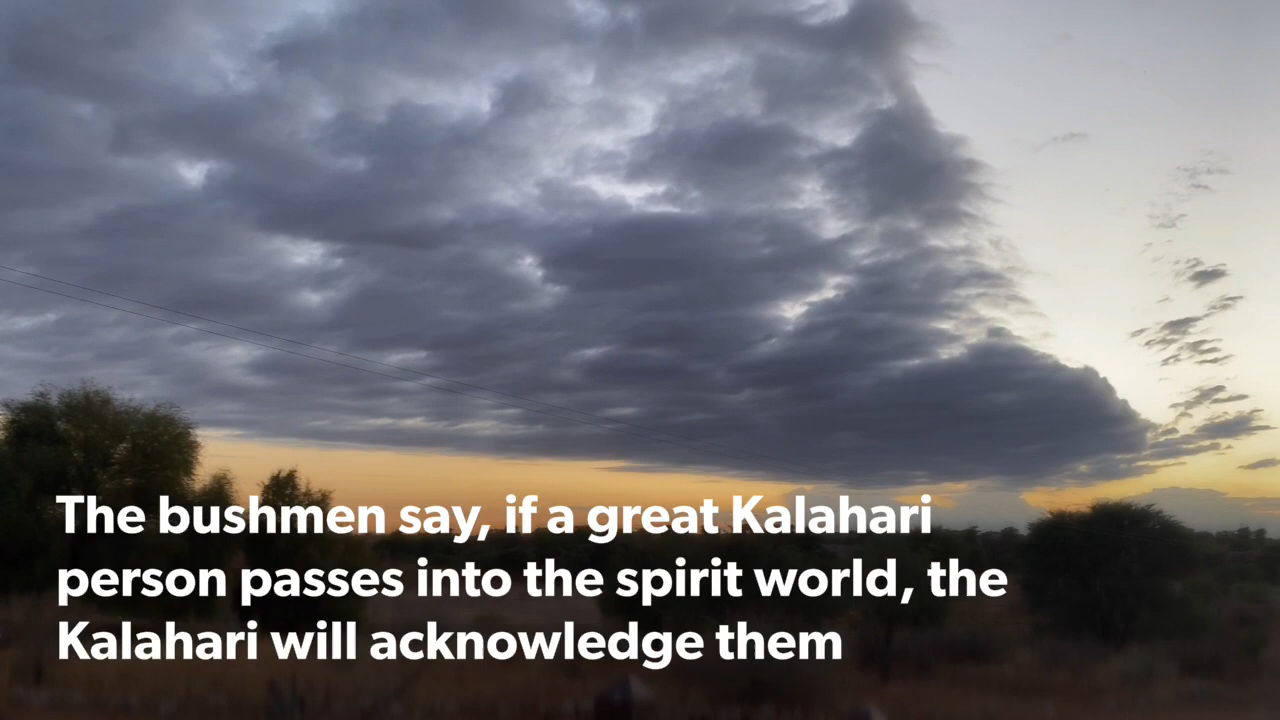 The bushmen say, if a great Kalahari
person passes into the spirit world, the
Kalahari will acknowledge them